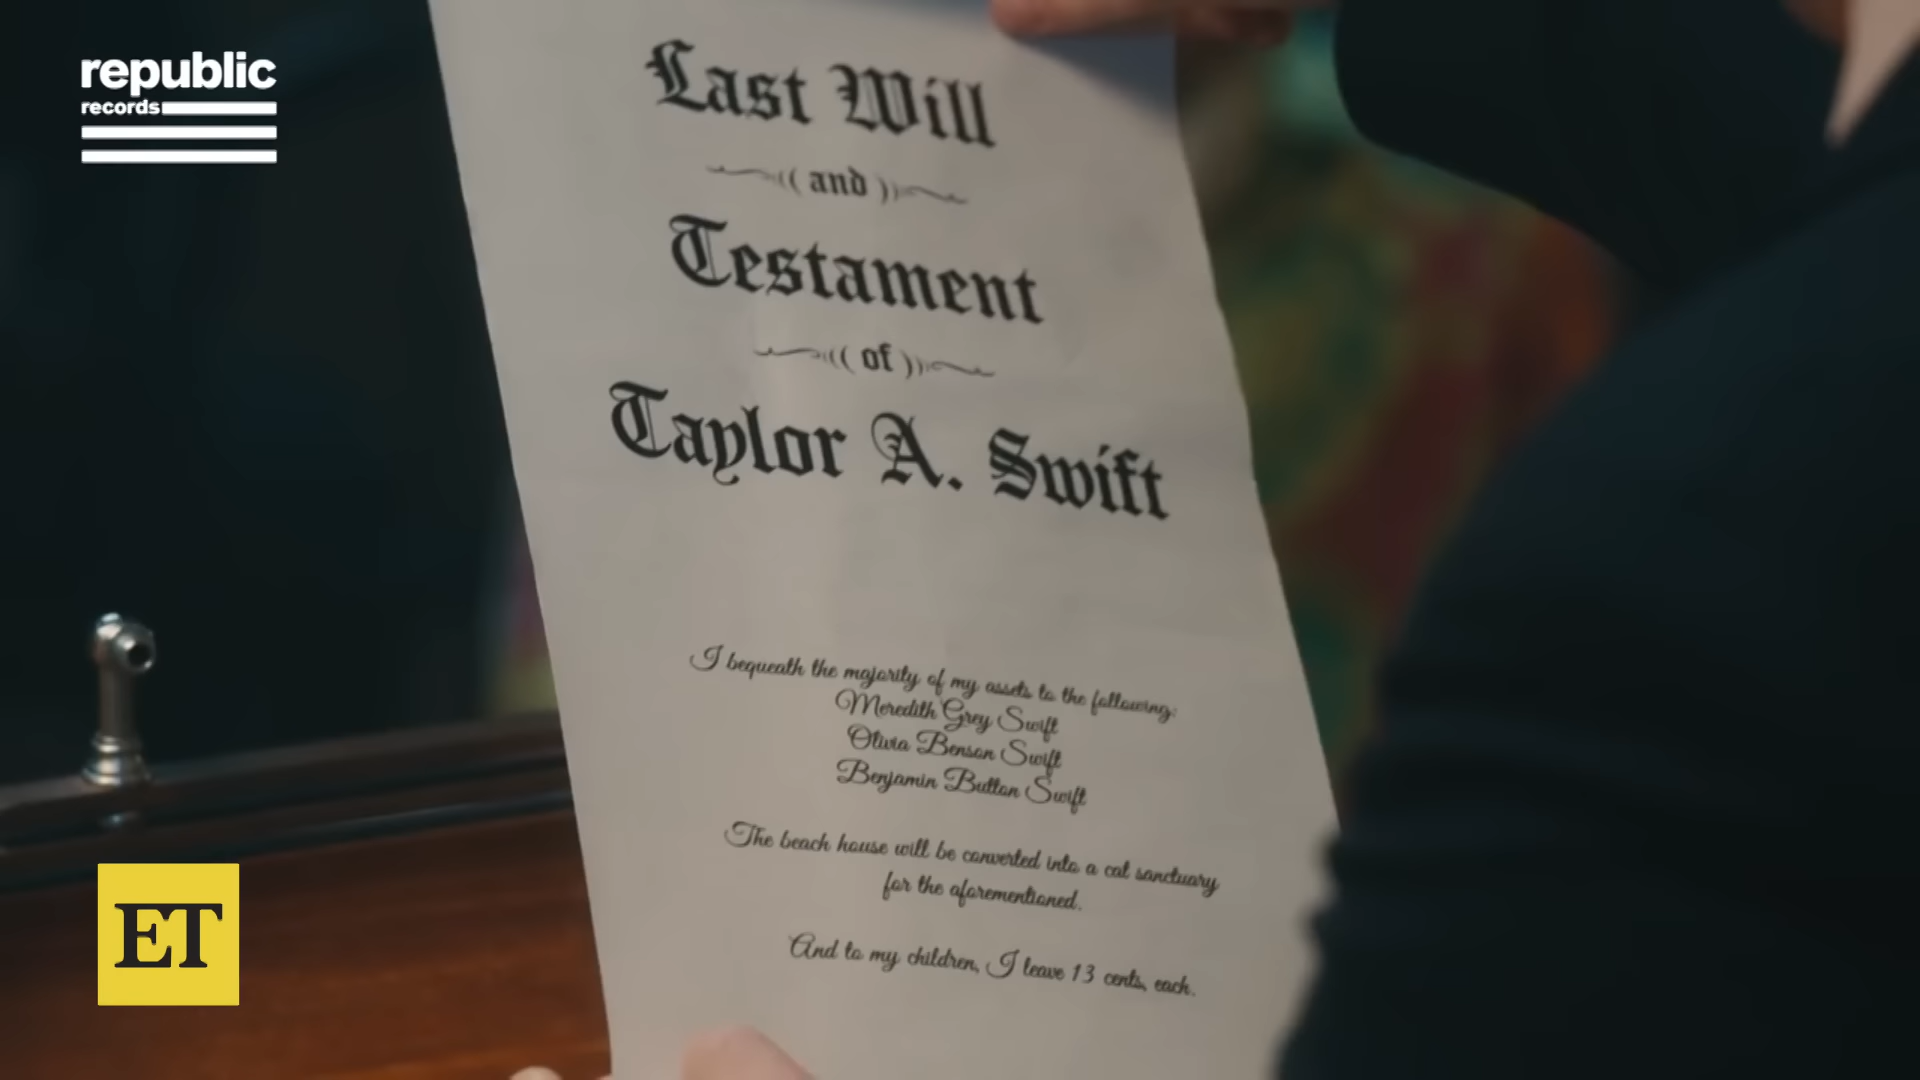 republic
records
Last Will
and
Testament
of
Taylor A. Swift
I bequeath the majority of my assets to the following:
Meredith Grey Swift
Olivia Benson Swift
Benjamin Button Swift
The beach house will be converted into a cat sanctuary
for the aforementioned.
And to my children, I leave 13 cents, each.
ET